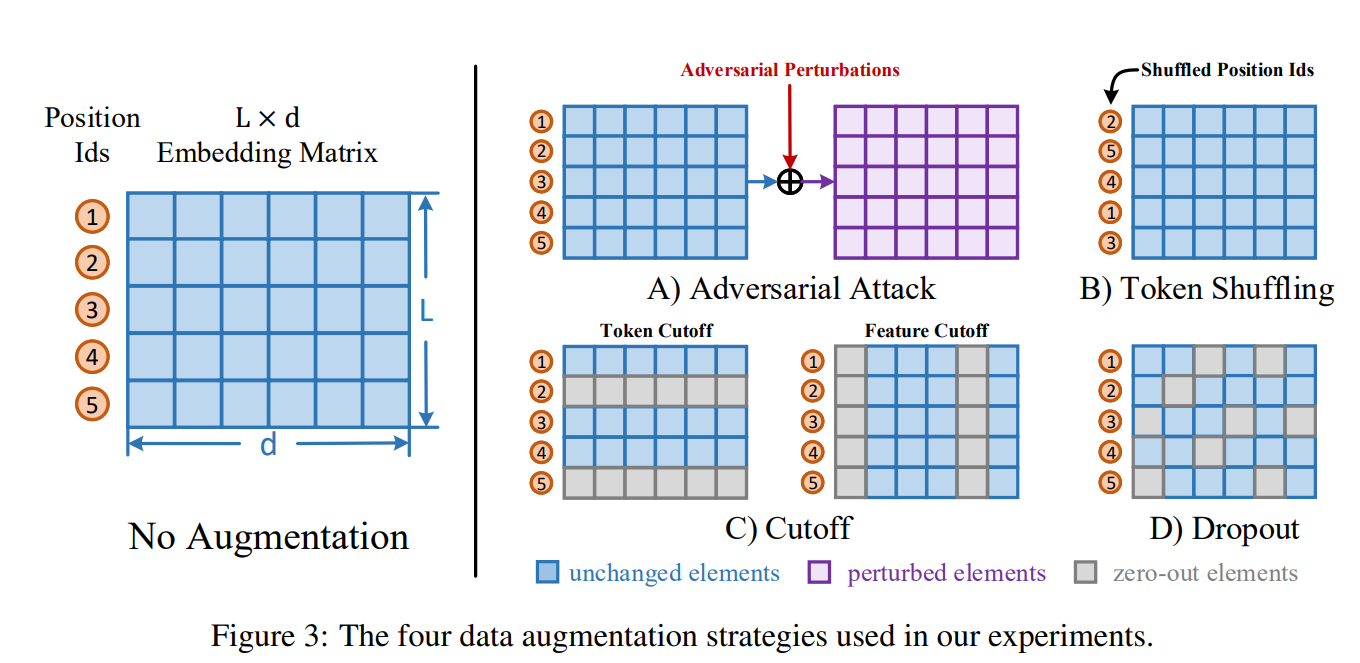 Position
Ids
L × d
Embedding Matrix
1
2
3
4
5
L
d
No Augmentation
Adversarial Perturbations
1
2
3
4
5
A) Adversarial Attack
Shuffled Position Ids
2
5
4
1
3
B) Token Shuffling
Token Cutoff
1
2
3
4
5
Feature Cutoff
1
2
3
4
5
C) Cutoff
1
2
3
4
5
D) Dropout
unchanged elements
perturbed elements
zero-out elements
Figure 3: The four data augmentation strategies used in our experiments.